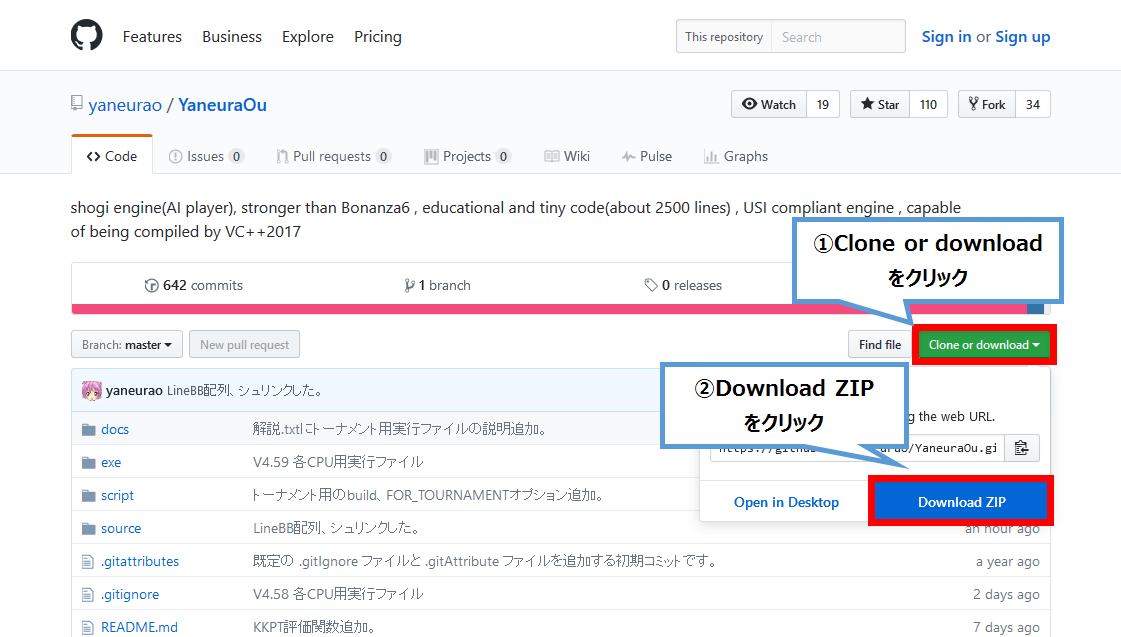 Features Business Explore Pricing This repository Search Sign in or Sign up
yaneurao / YaneuraOu Watch 19 Star 110 Fork 34
Code Issues 0 Pull requests 0 Projects 0 Wiki Pulse Graphs
shogi engine(AI player), stronger than Bonanza6 , educational and tiny code(about 2500 lines) , USI compliant engine , capable
of being compiled by VC++2017
①Clone or download
をクリック
642 commits 1 branch 0 releases
Branch: master New pull request Find file Clone or download
yaneurao LineBB配列、シュリンクした。
②Download ZIP
をクリック
the web URL.
docs 解説.txtにトーナメント用実行ファイルの説明追加。
YaneuraOu.gi
exe V4.59 各CPU用実行ファイル
script トーナメント用のbuild、FOR_TOURNAMENTオプション追加。
Open in Desktop Download ZIP
source LineBB配列、シュリンクした。 an hour ago
.gitattributes 既定の .gitIgnore ファイルと .gitAttribute ファイルを追加する初期コミットです。 a year ago
.gitignore V4.58 各CPU用実行ファイル 2 days ago
README.md KKPT評価関数追加。 7 days ago